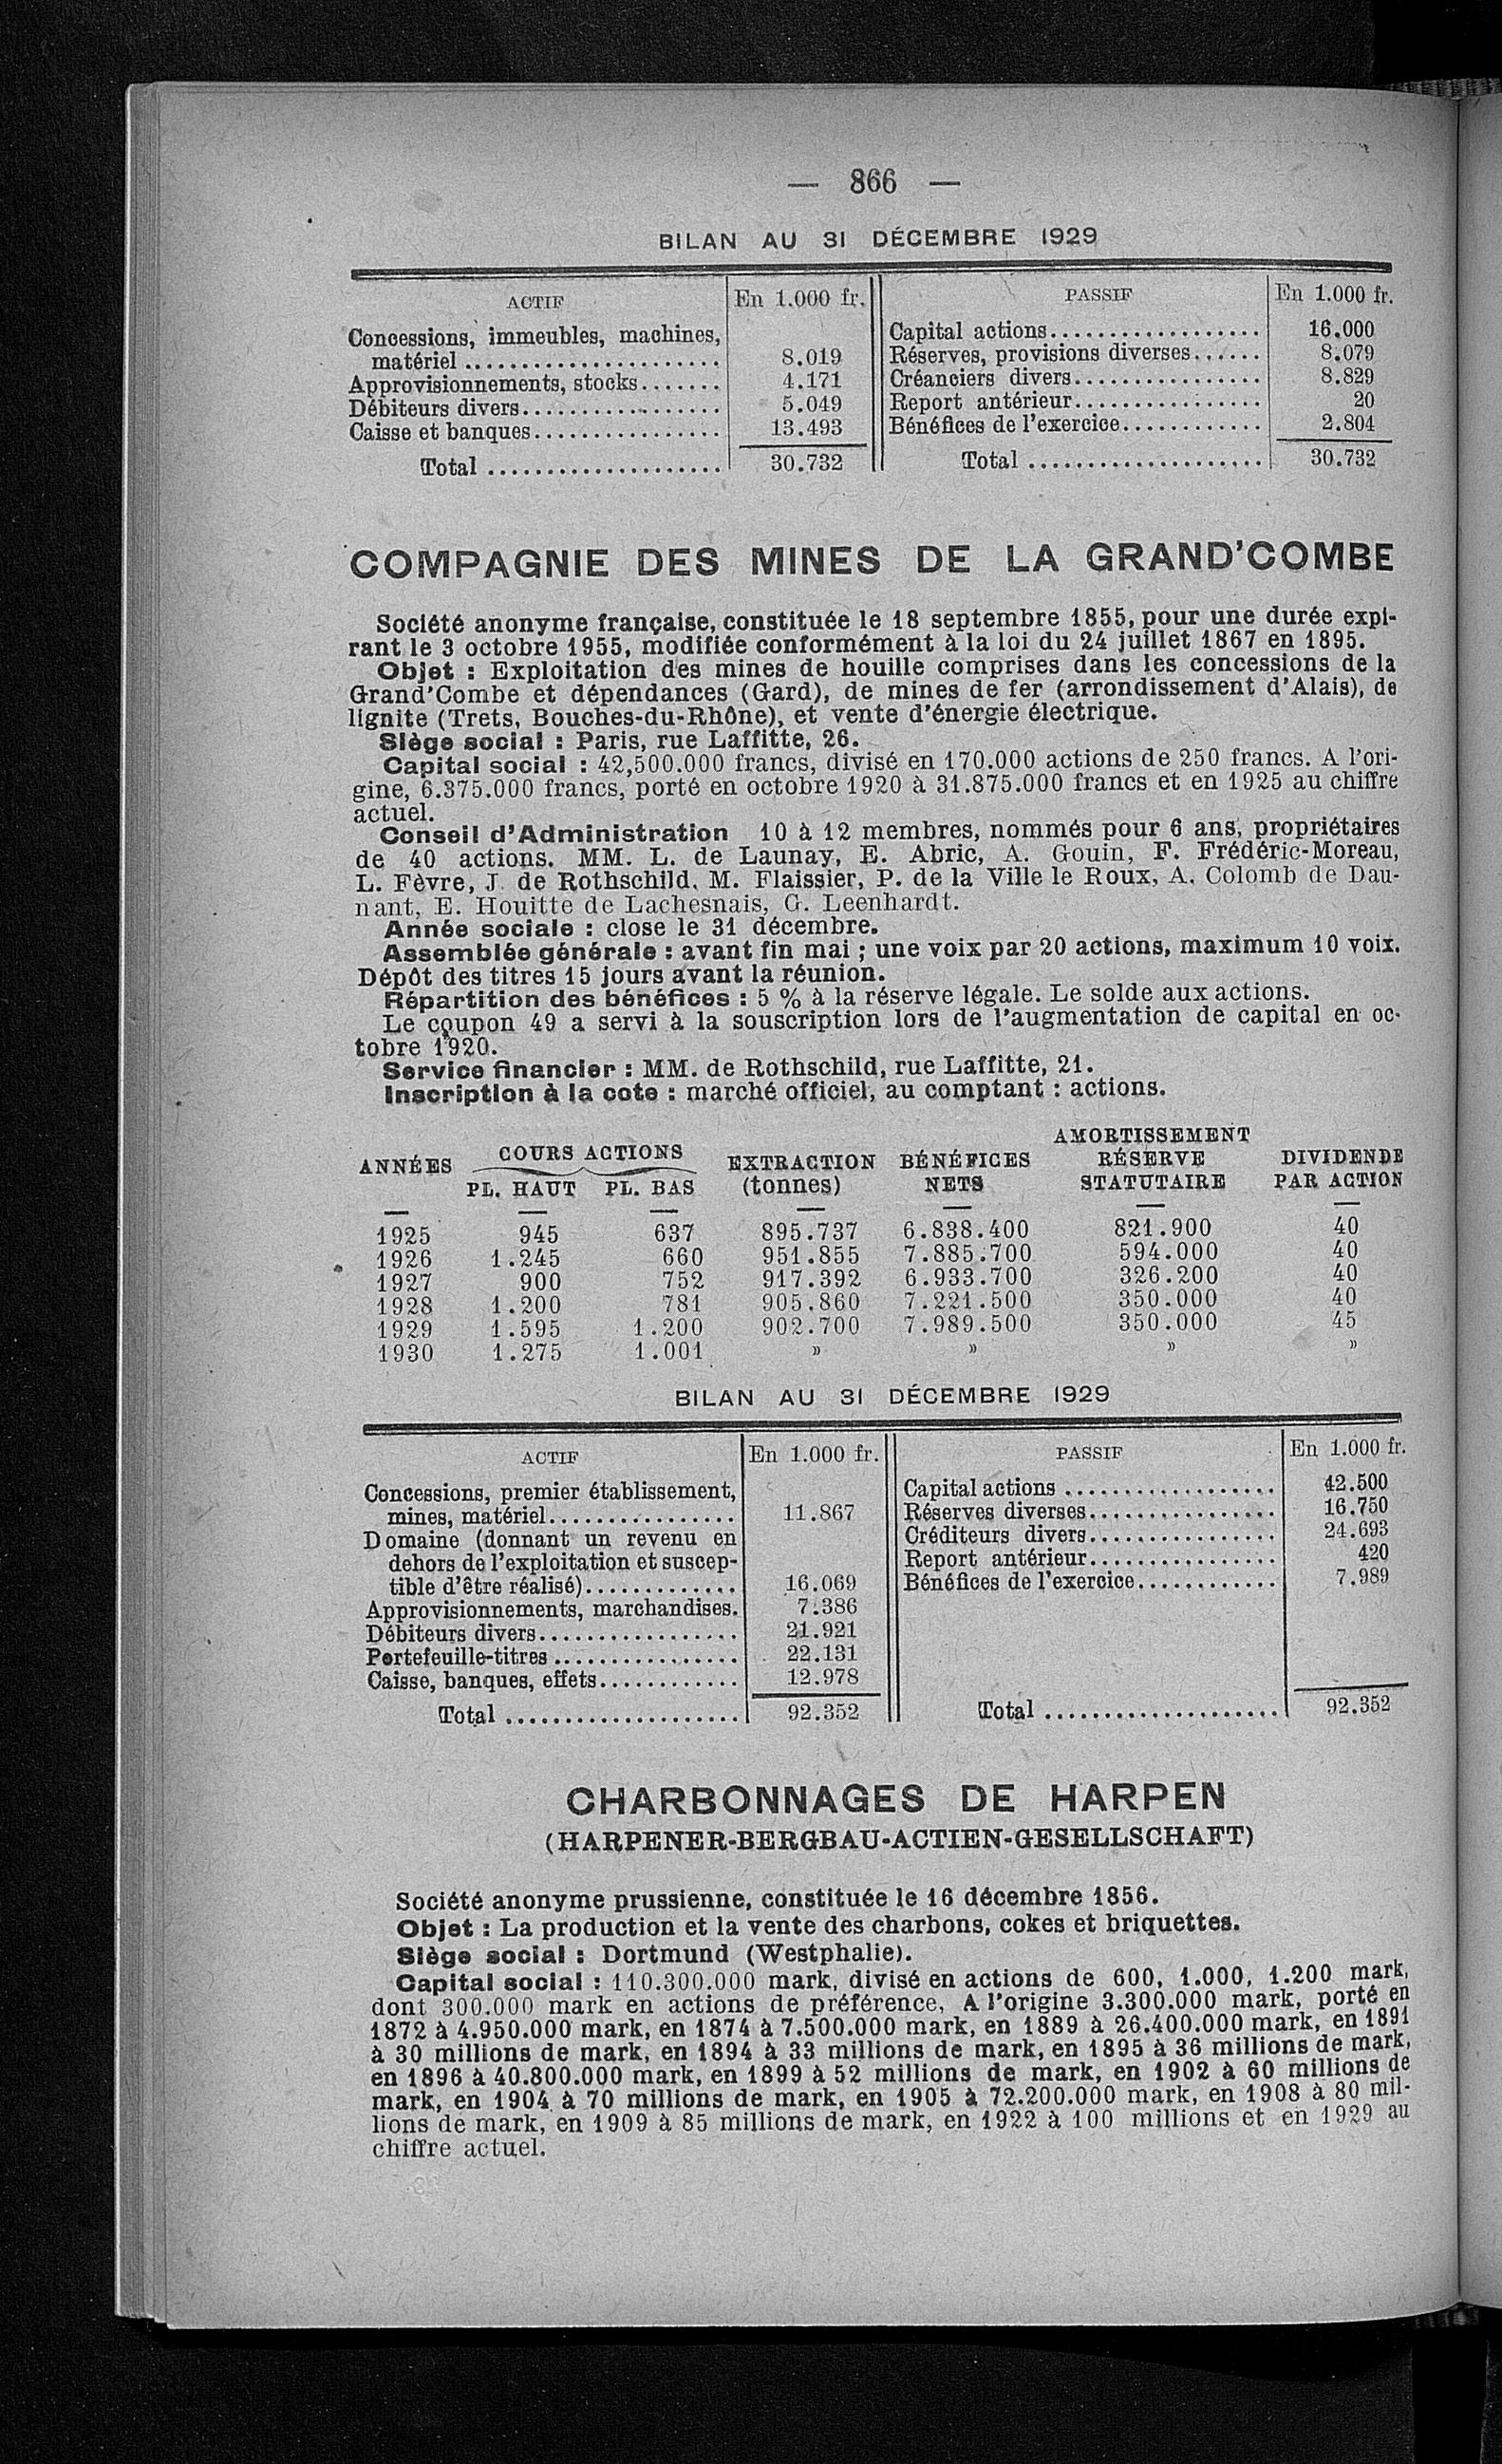 — 866 —
BILAN AU 31 DÉCEMBRE 1929
ACTIF En 1.000 fr. PASSIF En 1.000 fr.
Concessions, immeubles, machines, Capital actions.................. 16.000
matériel ...................... 8.019 Réserves, provisions diverses...... 8.079
Approvisionnements, stocks....... 4.171 Créanciers divers................ 8.829
Débiteurs divers................. 5.049 Report antérieur................ 20
Caisse et banques................ 13.493 Bénéfices de l'exercice............ 2.804
Total .................... 30.732 Total .................... 30.732
COMPAGNIE DES MINES DE LA GRAND'COMBE
Société anonyme française, constituée le 18 septembre 1855, pour une durée expi-
rant le 3 octobre 1955, modifiée conformément à la loi du 24 juillet 1867 en 1895.
Objet : Exploitation des mines de houille comprises dans les concessions de la
Grand'Combe et dépendances (Gard), de mines de fer (arrondissement d'Alais), de
lignite (Trets, Bouches-du-Rhône), et vente d'énergie électrique.
Siège social : Paris, rue Laffitte, 26.
Capital social : 42,500.000 francs, divisé en 170.000 actions de 250 francs. A l'ori-
gine, 6.375.000 francs, porté en octobre 1920 à 31.875.000 francs et en 1925 au chiffre
actuel.
Conseil d'Administration 10 à 12 membres, nommés pour 6 ans, propriétaires
de 40 actions. MM. L. de Launay, E. Abric, A. Gouin, F. Frédéric-Moreau,
L. Fèvre, J. de Rothschild, M. Flaissier, P. de la Ville le Roux, A. Colomb de Dau-
nant, E. Houitte de Lachesnais, G. Leenhardt.
Année sociale : close le 31 décembre.
Assemblée générale : avant fin mai ; une voix par 20 actions, maximum 10 voix.
Dépôt des titres 15 jours avant la réunion.
Répartition des bénéfices : 5 % à la réserve légale. Le solde aux actions.
Le coupon 49 a servi à la souscription lors de l'augmentation de capital en oc-
tobre 1920.
Service financier : MM. de Rothschild, rue Laffitte, 21.
Inscription à la cote : marché officiel, au comptant : actions.
AMORTISSEMENT
ANNÉES COURS ACTIONS EXTRACTION BÉNÉFICES RÉSERVE DIVIDENDE
PL. HAUT PL. BAS (tonnes) NETS STATUTAIRE PAR ACTION
1925 945 637 895.737 6.838.400 821.900 40
1926 1.245 660 951.855 7.885.700 594.000 40
1927 900 752 917.392 6.933.700 326.200 40
1928 1.200 781 905.860 7.221.500 350.000 40
1929 1.595 1.200 902.700 7.989.500 350.000 45
1930 1.275 1.001 » » » »
BILAN AU 31 DÉCEMBRE 1929
ACTIF En 1.000 fr. PASSIF En 1.000 fr.
Concessions, premier établissement, Capital actions .................. 42.500
mines, matériel................ 11.867 Réserves diverses................ 16.750
Domaine (donnant un revenu en Créditeurs divers................ 24.693
dehors de l'exploitation et suscep- Report antérieur................ 420
tible d'être réalisé)............. 16.069 Bénéfices de l'exercice............ 7.989
Approvisionnements, marchandises. 7.386
Débiteurs divers................. 21.921
Portefeuille-titres ................ 22.131
Caisse, banques, effets............ 12.978
Total .................... 92.352 Total .................... 92.352
CHARBONNAGES DE HARPEN
(HARPENER-BERGBAU-ACTIEN-GESELLSCHAFT)
Société anonyme prussienne, constituée le 16 décembre 1856.
Objet : La production et la vente des charbons, cokes et briquettes.
Siège social : Dortmund (Westphalie).
Capital social : 110.300.000 mark, divisé en actions de 600, 1.000, 1.200 mark,
dont 300.000 mark en actions de préférence, A l'origine 3.300.000 mark, porté en
1872 à 4.950.000 mark, en 1874 à 7.500.000 mark, en 1889 à 26.400.000 mark, en 1891
à 30 millions de mark, en 1894 à 33 millions de mark, en 1895 à 36 millions de mark,
en 1896 à 40.800.000 mark, en 1899 à 52 millions de mark, en 1902 à 60 millions de
mark, en 1904 à 70 millions de mark, en 1905 à 72.200.000 mark, en 1908 à 80 mil-
lions de mark, en 1909 à 85 millions de mark, en 1922 à 100 millions et en 1929 au
chiffre actuel.